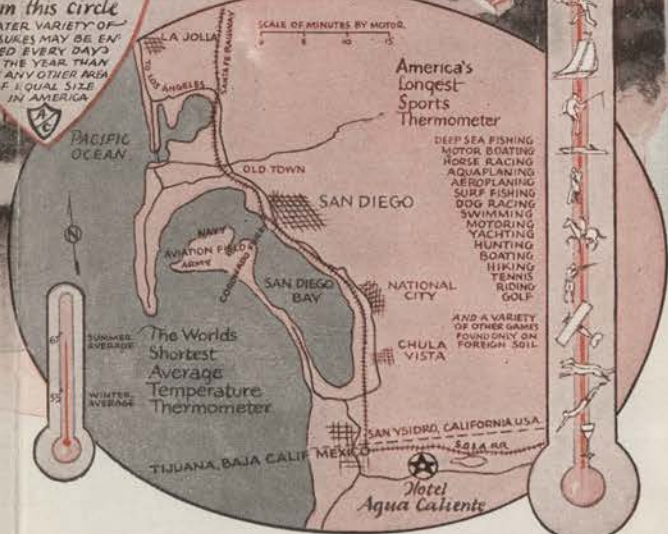 m this circle
ATER VARIETY OF
SURES MAY BE EN-
ED EVERY DAY
THE YEAR THAN
ANY OTHER AREA
F EQUAL SIZE
IN AMERICA
AC
SCALE OF MINUTES BY MOTOR.
0 5 10 15
LA JOLLA
SANTA FE RAILWAY
TO LOS ANGELES
PACIFIC
OCEAN
N
OLD TOWN
SAN DIEGO
NAVY
AVIATION FIELD
ARMY
CORONADO
SAN DIEGO
BAY
NATIONAL
CITY
CHULA
VISTA
America's
Longest
Sports
Thermometer
DEEP SEA FISHING
MOTOR BOATING
HORSE RACING
AQUAPLANING
AEROPLANING
SURF FISHING
DOG RACING
SWIMMING
MOTORING
YACHTING
HUNTING
BOATING
HIKING
TENNIS
RIDING
GOLF
AND A VARIETY
OF OTHER GAMES
FOUND ONLY ON
FOREIGN SOIL
67°
SUMMER
AVERAGE
55°
WINTER
AVERAGE
The Worlds
Shortest
Average
Temperature
Thermometer
SAN YSIDRO, CALIFORNIA. U.S.A.
S.D. & A. RR
TIJUANA, BAJA CALIF MEXICO
Hotel
Agua Caliente